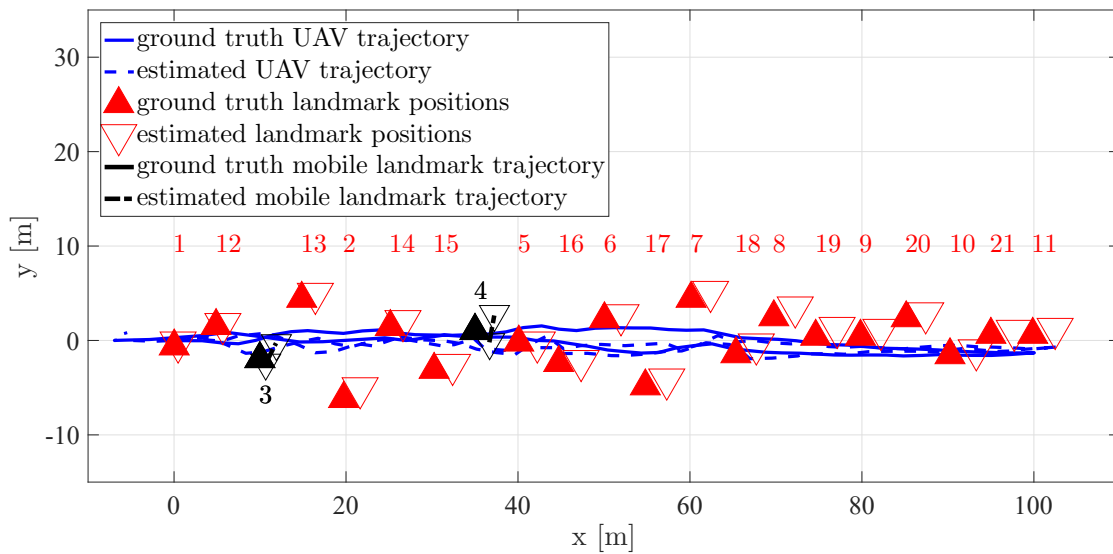 ground truth UAV trajectory
estimated UAV trajectory
ground truth landmark positions
estimated landmark positions
ground truth mobile landmark trajectory
estimated mobile landmark trajectory
30
20
10
0
-10
y [m]
1 12 13 2 14 15 5 16 6 17 7 18 8 19 9 20 10 21 11
4
3
0 20 40 60 80 100
x [m]